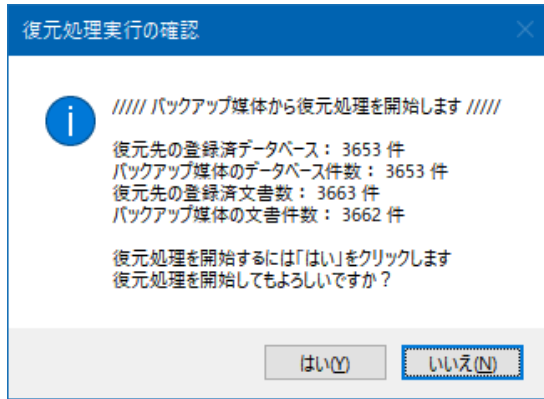 復元処理実行の確認
///// バックアップ媒体から復元処理を開始します /////
復元先の登録済データベース： 3653 件
バックアップ媒体のデータベース件数： 3653 件
復元先の登録済文書数： 3663 件
バックアップ媒体の文書件数： 3662 件
復元処理を開始するには「はい」をクリックします
復元処理を開始してもよろしいですか？
はい(Y)
いいえ(N)